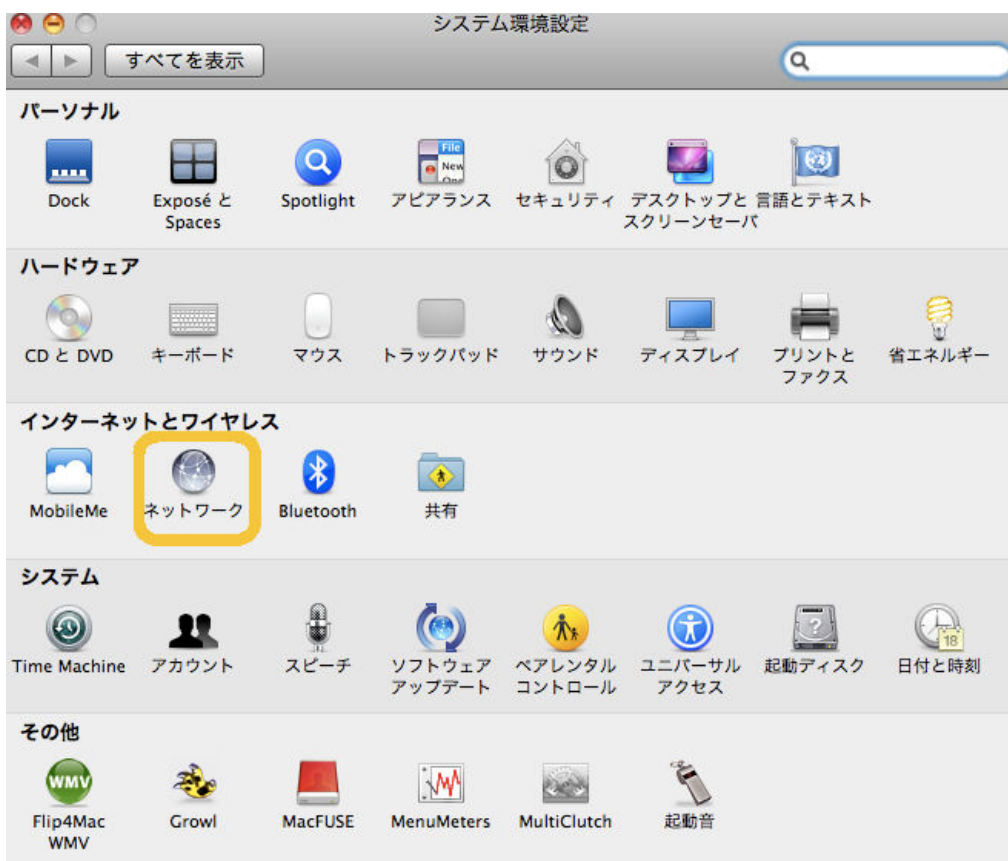 システム環境設定
すべてを表示
パーソナル
Dock
Exposé と
Spaces
Spotlight
File
New
アピアランス
セキュリティ
デスクトップと
スクリーンセーバ
言語とテキスト
ハードウェア
CD と DVD
キーボード
マウス
トラックパッド
サウンド
ディスプレイ
プリントと
ファクス
省エネルギー
インターネットとワイヤレス
MobileMe
ネットワーク
Bluetooth
共有
システム
Time Machine
アカウント
スピーチ
ソフトウェア
アップデート
ペアレンタル
コントロール
ユニバーサル
アクセス
?
起動ディスク
18
日付と時刻
その他
WMV
Flip4Mac
WMV
Growl
MacFUSE
MenuMeters
MultiClutch
起動音